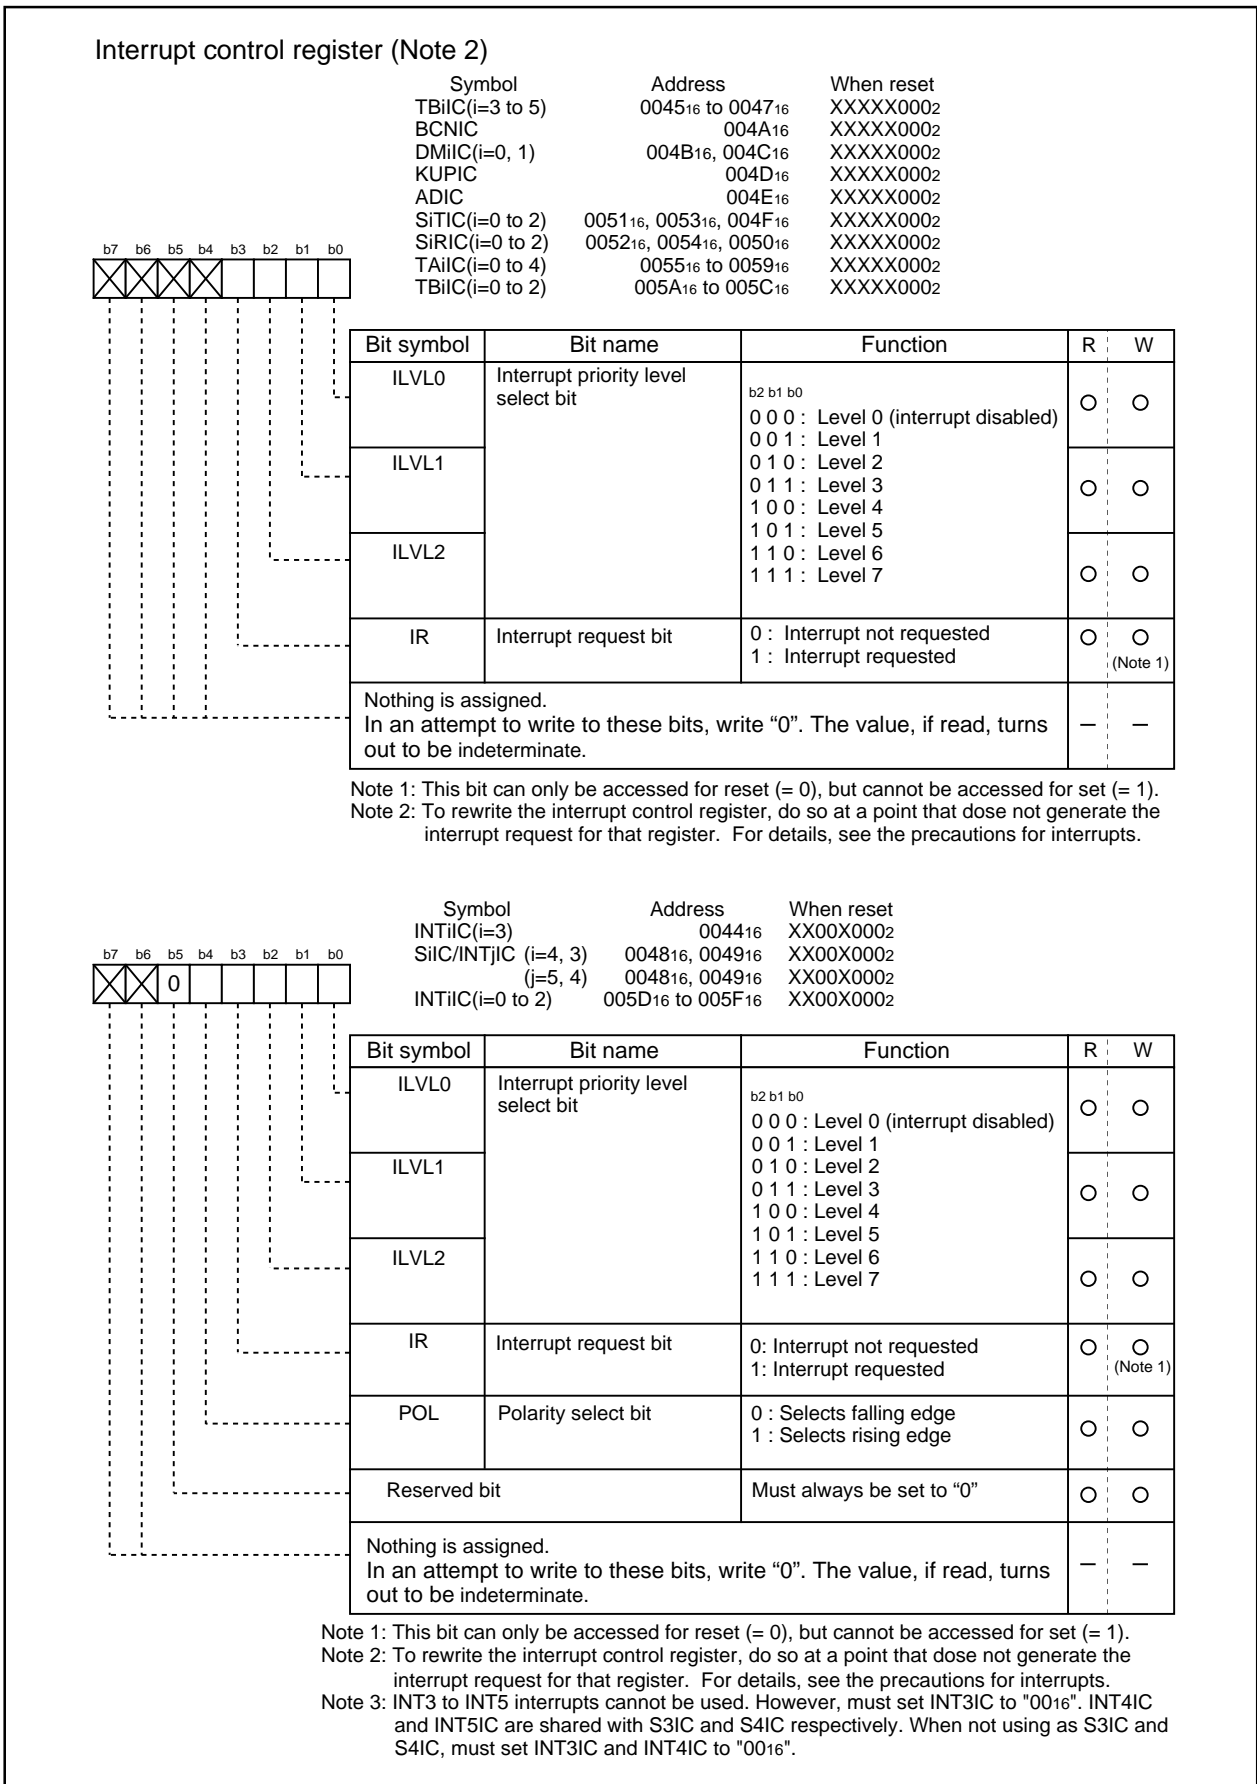 Interrupt control register (Note 2)
Symbol Address When reset
TBiIC(i=3 to 5) 004516 to 004716 XXXXX0002
BCNIC 004A16 XXXXX0002
DMiIC(i=0, 1) 004B16, 004C16 XXXXX0002
KUPIC 004D16 XXXXX0002
ADIC 004E16 XXXXX0002
SiTIC(i=0 to 2) 005116, 005316, 004F16 XXXXX0002
SiRIC(i=0 to 2) 005216, 005416, 005016 XXXXX0002
TAiIC(i=0 to 4) 005516 to 005916 XXXXX0002
TBiIC(i=0 to 2) 005A16 to 005C16 XXXXX0002
b7 b6 b5 b4 b3 b2 b1 b0
Bit symbol Bit name Function R W
ILVL0 Interrupt priority level
select bit
b2 b1 b0
0 0 0 : Level 0 (interrupt disabled)
0 0 1 : Level 1
ILVL1 0 1 0 : Level 2
0 1 1 : Level 3
1 0 0 : Level 4
1 0 1 : Level 5
ILVL2 1 1 0 : Level 6
1 1 1 : Level 7
IR Interrupt request bit 0 : Interrupt not requested
1 : Interrupt requested (Note 1)
Nothing is assigned.
In an attempt to write to these bits, write “0”. The value, if read, turns
out to be indeterminate.
– –
Note 1: This bit can only be accessed for reset (= 0), but cannot be accessed for set (= 1).
Note 2: To rewrite the interrupt control register, do so at a point that dose not generate the
interrupt request for that register. For details, see the precautions for interrupts.
Symbol Address When reset
INTiIC(i=3) 004416 XX00X0002
SiIC/INTjIC (i=4, 3) 004816, 004916 XX00X0002
(j=5, 4) 004816, 004916 XX00X0002
INTiIC(i=0 to 2) 005D16 to 005F16 XX00X0002
b7 b6 b5 b4 b3 b2 b1 b0
0
Bit symbol Bit name Function R W
ILVL0 Interrupt priority level
select bit
b2 b1 b0
0 0 0 : Level 0 (interrupt disabled)
0 0 1 : Level 1
ILVL1 0 1 0 : Level 2
0 1 1 : Level 3
1 0 0 : Level 4
1 0 1 : Level 5
ILVL2 1 1 0 : Level 6
1 1 1 : Level 7
IR Interrupt request bit 0: Interrupt not requested
1: Interrupt requested (Note 1)
POL Polarity select bit 0 : Selects falling edge
1 : Selects rising edge
Reserved bit Must always be set to “0”
Nothing is assigned.
In an attempt to write to these bits, write “0”. The value, if read, turns
out to be indeterminate.
– –
Note 1: This bit can only be accessed for reset (= 0), but cannot be accessed for set (= 1).
Note 2: To rewrite the interrupt control register, do so at a point that dose not generate the
interrupt request for that register. For details, see the precautions for interrupts.
Note 3: INT3 to INT5 interrupts cannot be used. However, must set INT3IC to "0016". INT4IC
and INT5IC are shared with S3IC and S4IC respectively. When not using as S3IC and
S4IC, must set INT3IC and INT4IC to "0016".